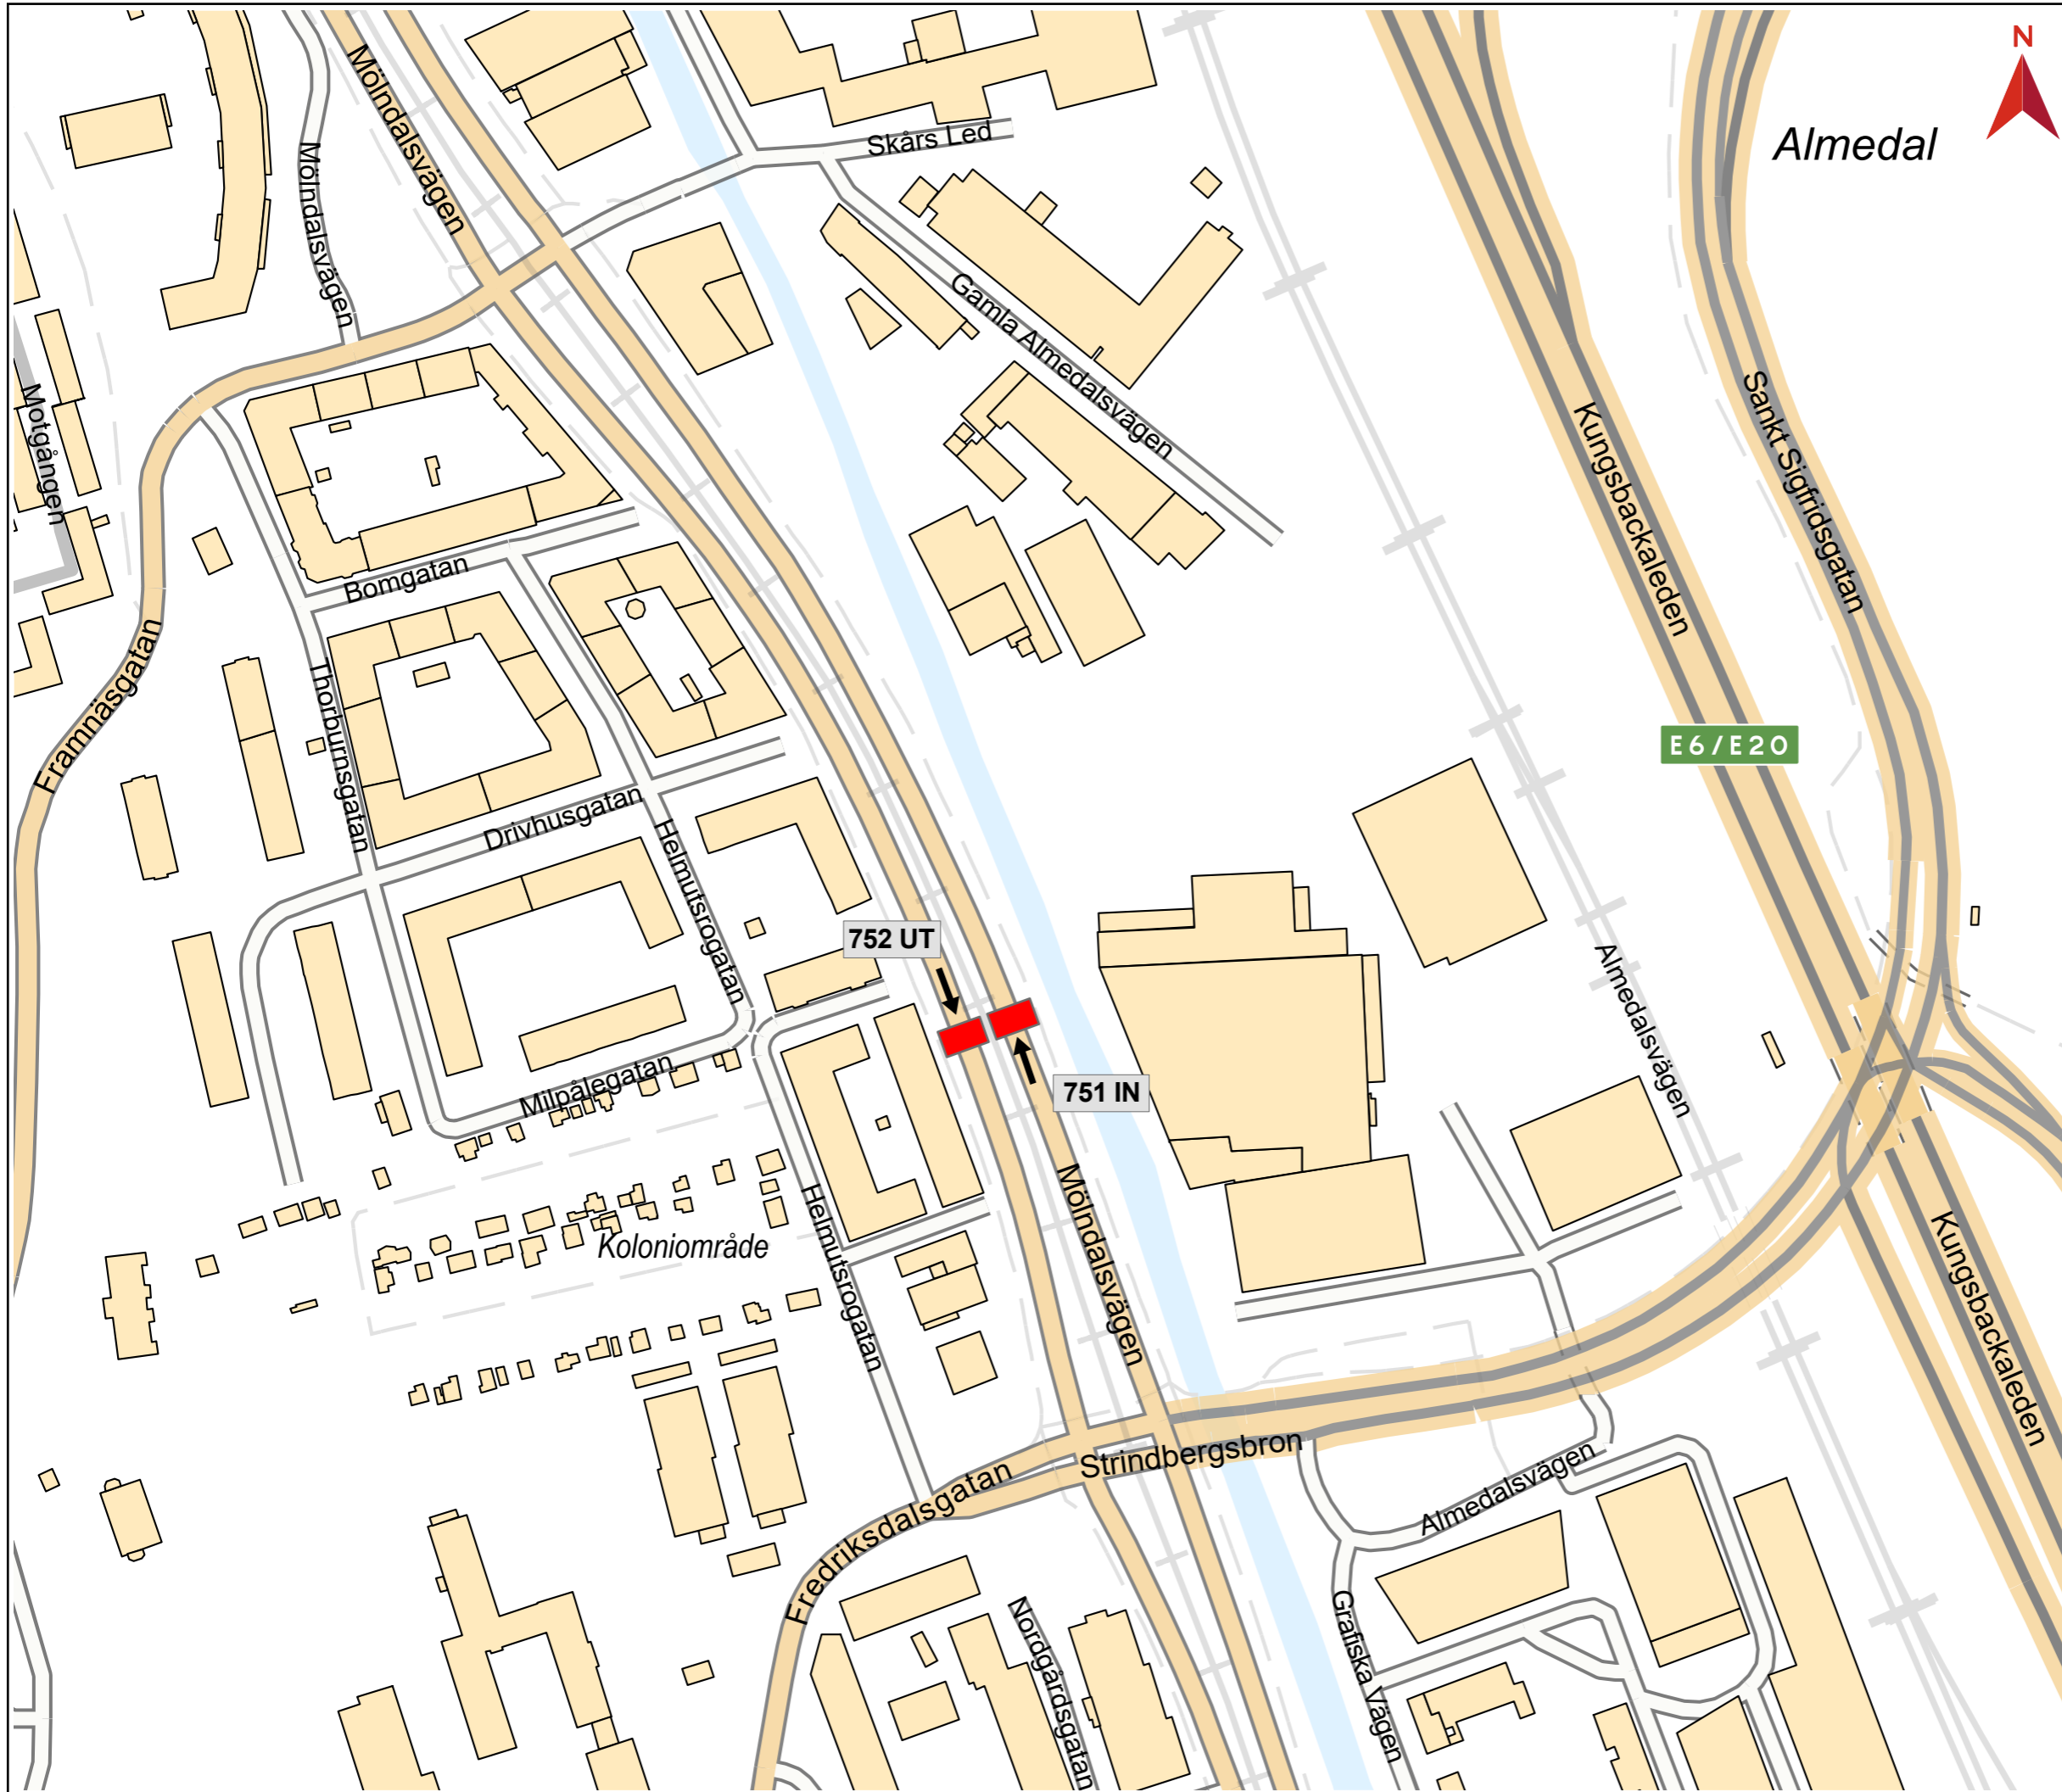 N
Almedal
Mölndalsvägen
Skårs Led
Mölndalsvägen
Gamla Almedalsvägen
Motgången
Kungsbackaleden
Sankt Sigfridsgatan
Bomgatan
Framnäsgatan
Thorburnsgatan
E6/E20
Drivhusgatan
Helmutsrogatan
752 UT
Almedalsvägen
Milpålegatan
751 IN
Mölndalsvägen
Helmutsrogatan
Koloniområde
Kungsbackaleden
Strindbergsbron
Fredriksdalsgatan
Almedalsvägen
Nordgårdsgatan
Grafiska Vägen